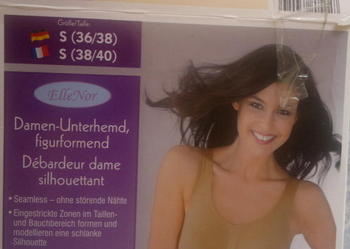 Größe/Taille:
S (36/38)
S (38/40)
ElleNor
Damen-Unterhemd,
figurformend
Débardeur dame
silhouettant
• Seamless – ohne störende Nähte
• Eingestrickte Zonen im Taillen-
und Bauchbereich formen und
modellieren eine schlanke
Silhouette